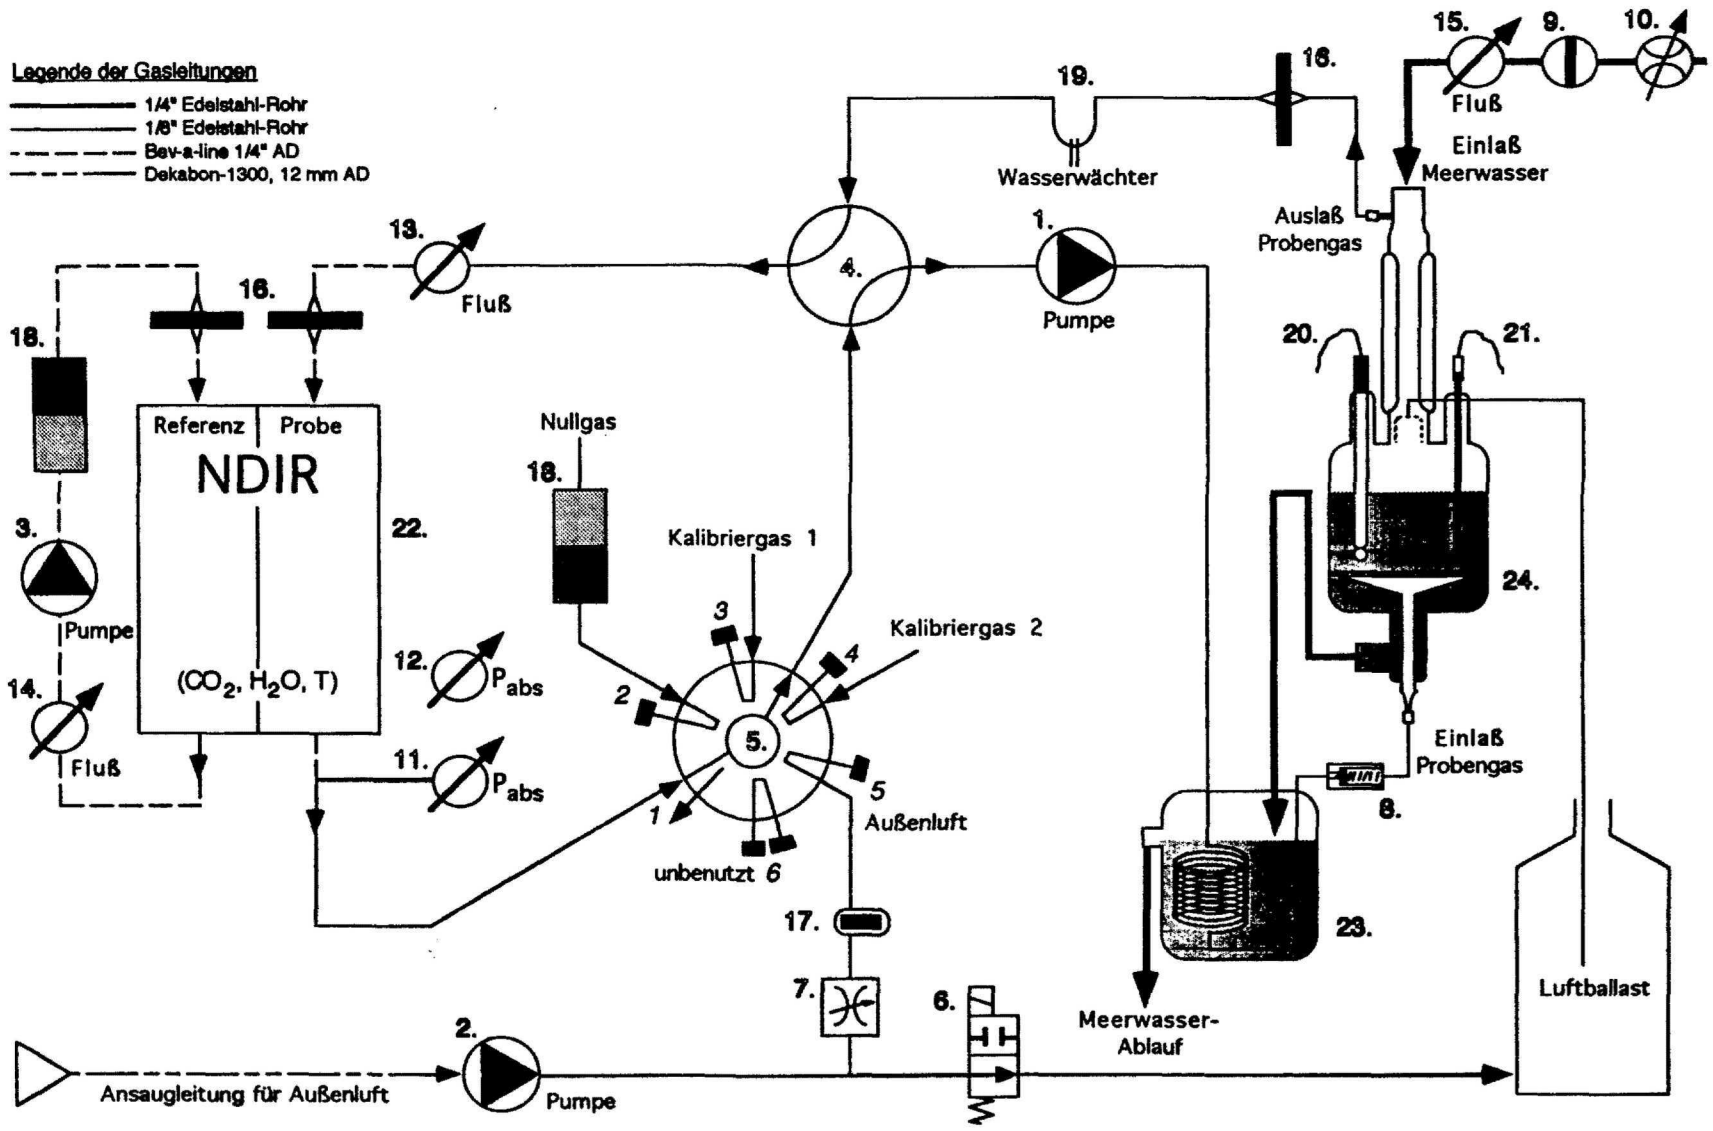 Legende der Gasleitungen
1/4" Edelstahl-Rohr
1/8" Edelstahl-Rohr
Bev-a-line 1/4" AD
Dekabon-1300, 12 mm AD
15.
9.
10.
Fluß
Einlaß
Meerwasser
16.
19.
Wasserwächter
Auslaß
Probengas
13.
Fluß
4.
1.
Pumpe
16.
18.
20.
21.
Referenz
Probe
NDIR
(CO₂, H₂O, T)
22.
3.
Pumpe
14.
Fluß
12.
Pabs
11.
Pabs
Nullgas
18.
Kalibriergas 1
Kalibriergas 2
3
4
2
5.
5
Außenluft
1
unbenutzt 6
24.
Einlaß
Probengas
8.
23.
17.
7.
6.
Meerwasser-
Ablauf
Luftballast
2.
Pumpe
Ansaugleitung für Außenluft